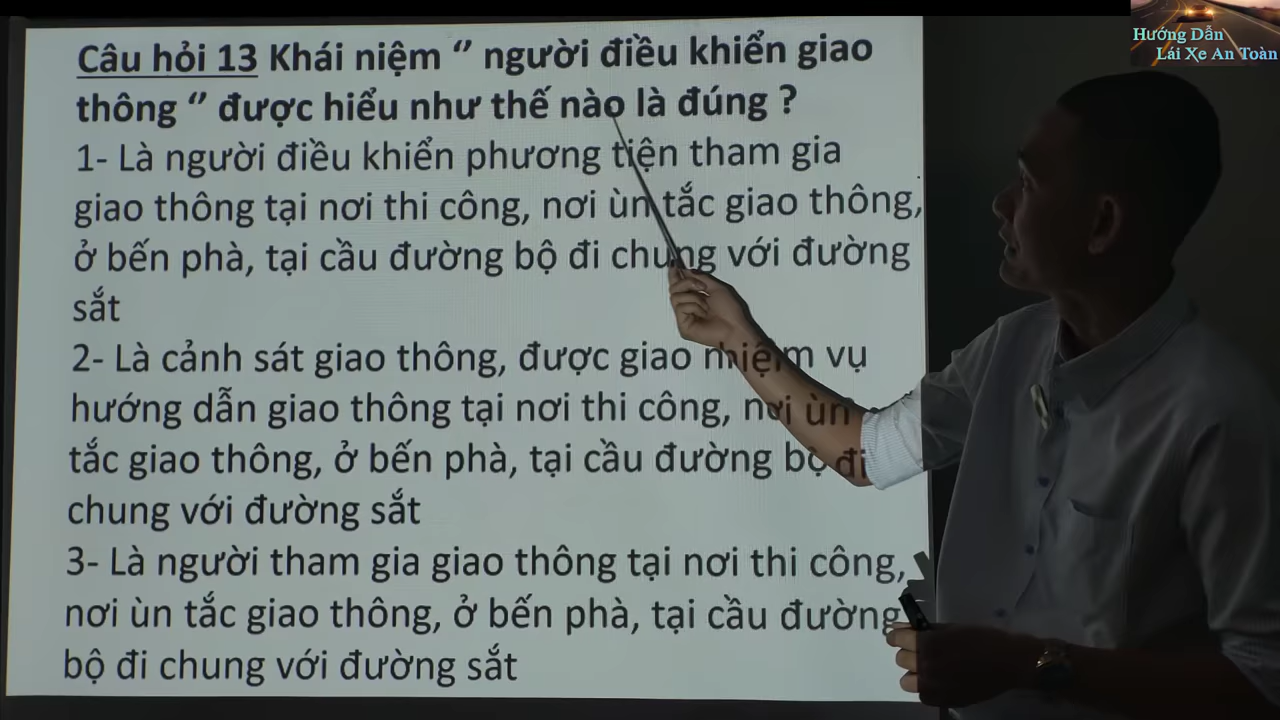 Hướng Dẫn
Lái Xe An Toàn
Câu hỏi 13 Khái niệm “ người điều khiển giao
thông “ được hiểu như thế nào là đúng ?
1- Là người điều khiển phương tiện tham gia
giao thông tại nơi thi công, nơi ùn tắc giao thông,
ở bến phà, tại cầu đường bộ đi chung với đường
sắt
2- Là cảnh sát giao thông, được giao nhiệm vụ
hướng dẫn giao thông tại nơi thi công, nơi ùn
tắc giao thông, ở bến phà, tại cầu đường bộ đi
chung với đường sắt
3- Là người tham gia giao thông tại nơi thi công,
nơi ùn tắc giao thông, ở bến phà, tại cầu đường
bộ đi chung với đường sắt